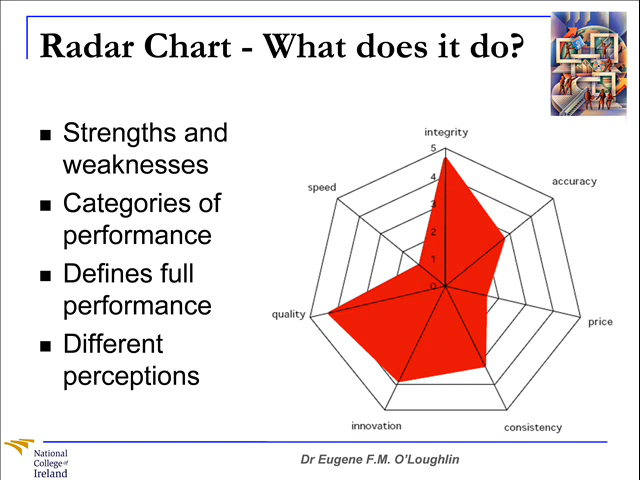 Radar Chart - What does it do?
Strengths and
weaknesses
Categories of
performance
Defines full
performance
Different
perceptions
integrity
accuracy
price
consistency
innovation
quality
speed
5
4
3
2
1
0
National
College of
Ireland
Dr Eugene F.M. O'Loughlin